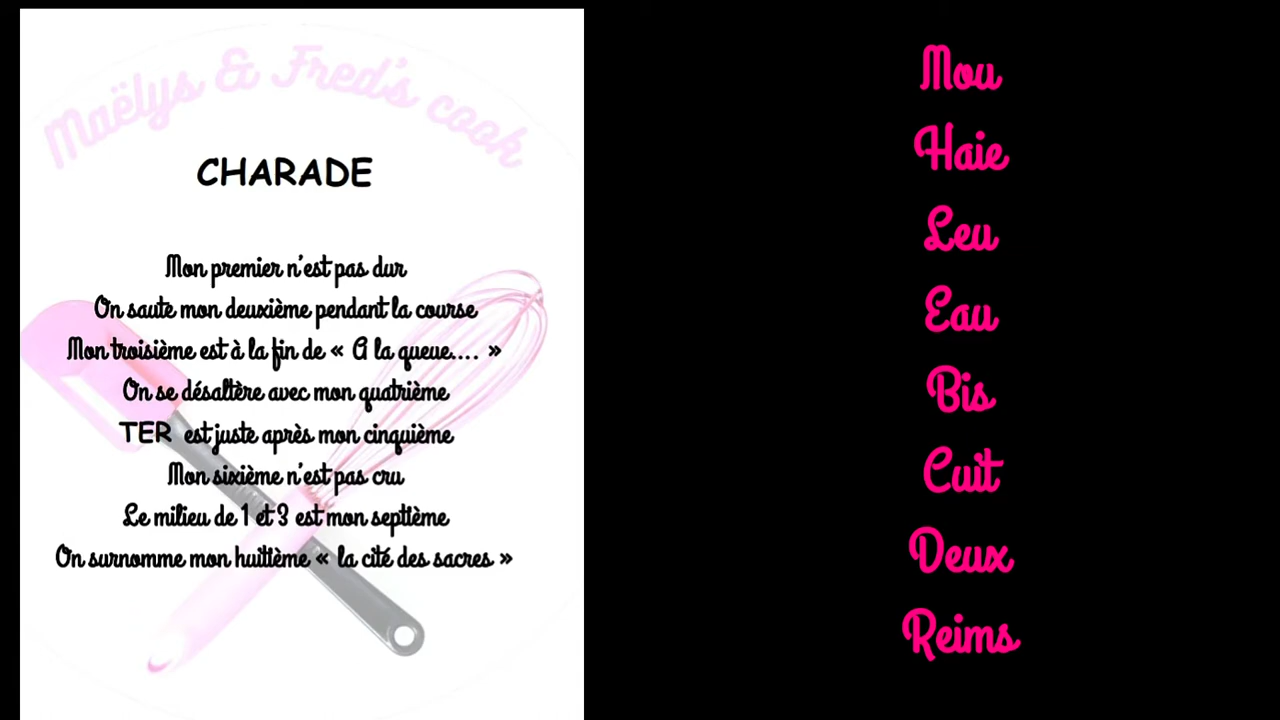 Maëlys & Fred's cook
CHARADE
Mon premier n'est pas dur
On saute mon deuxième pendant la course
Mon troisième est à la fin de « A la queue.... »
On se désaltère avec mon quatrième
TER est juste après mon cinquième
Mon sixième n'est pas cru
Le milieu de 1 et 3 est mon septième
On surnomme mon huitième « la cité des sacres »
Mou
Haie
Leu
Eau
Bis
Cuit
Deux
Reims